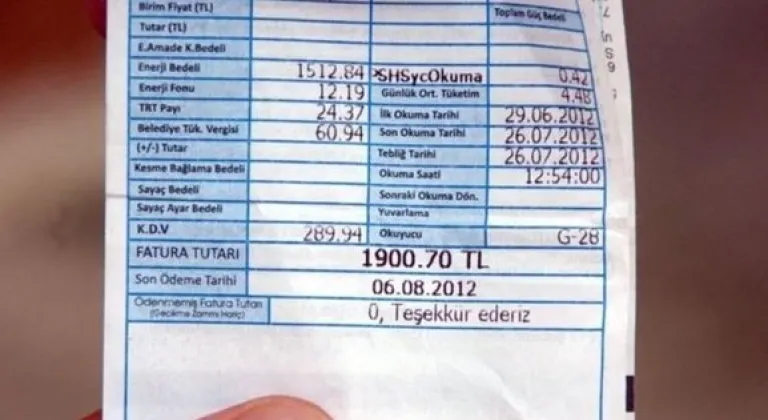 Birim Fiyat (TL) Toplam Güç Bedeli
Tutar (TL)
E.Amade K.Bedeli
Enerji Bedeli 1512.84 >SHSycOkuma 0.42
Enerji Fonu 12.19 Günlük Ort. Tüketim 4.48
TRT Payı 24.37 İlk Okuma Tarihi 29.06.2012
Belediye Tük. Vergisi 60.94 Son Okuma Tarihi 26.07.2012
(+/-) Tutar Tebliğ Tarihi 26.07.2012
Kesme Bağlama Bedeli Okuma Saati 12:54:00
Sayaç Bedeli Sonraki Okuma Dön.
Sayaç Ayar Bedeli Yuvarlama
K.D.V 289.94 Okuyucu G-28
FATURA TUTARI 1900.70 TL
Son Ödeme Tarihi 06.08.2012
Ödenmemiş Fatura Tutarı 0, Teşekkür ederiz
(Gecikme Zammı Hariç)